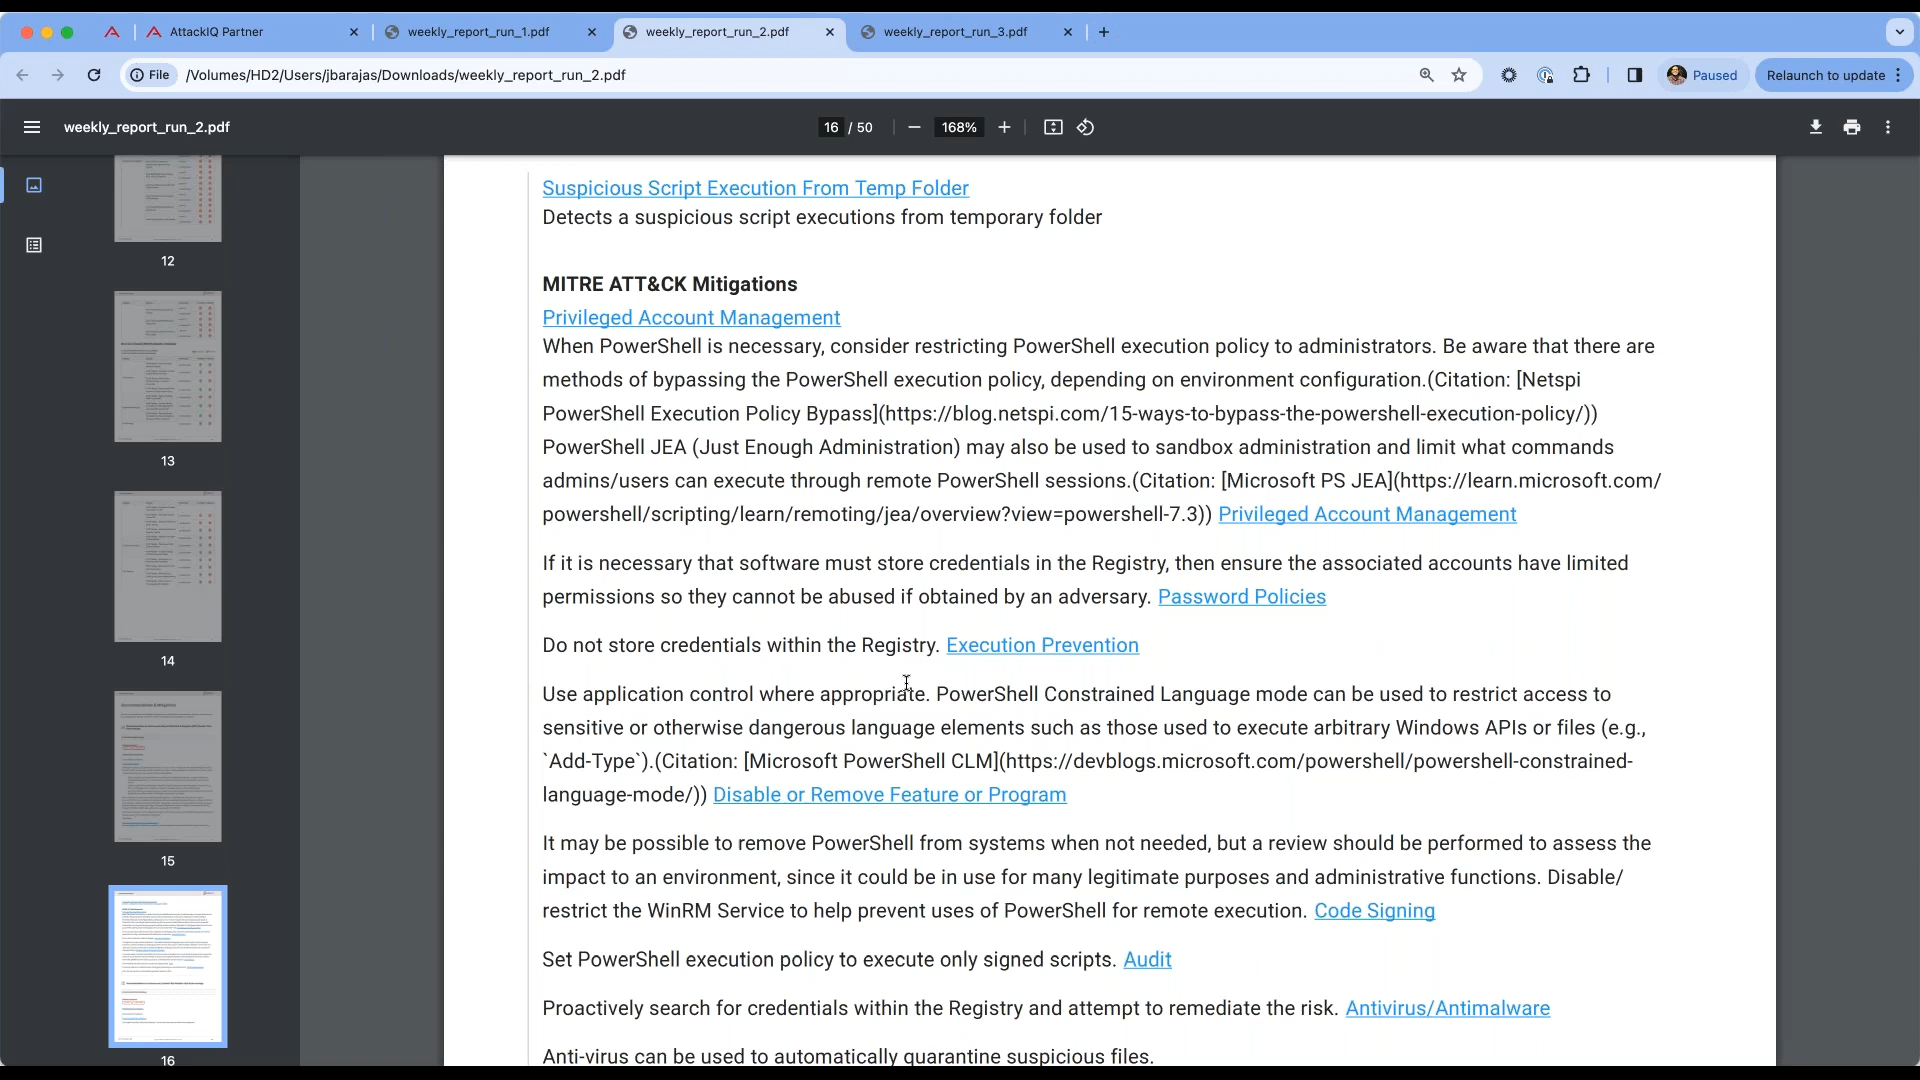 AttackIQ Partner
weekly_report_run_1.pdf
weekly_report_run_2.pdf
weekly_report_run_3.pdf
File
/Volumes/HD2/Users/jbarajas/Downloads/weekly_report_run_2.pdf
Paused
Relaunch to update
weekly_report_run_2.pdf
16 / 50
168%
12
13
14
15
16
Suspicious Script Execution From Temp Folder
Detects a suspicious script executions from temporary folder
MITRE ATT&CK Mitigations
Privileged Account Management
When PowerShell is necessary, consider restricting PowerShell execution policy to administrators. Be aware that there are
methods of bypassing the PowerShell execution policy, depending on environment configuration.(Citation: [Netspi
PowerShell Execution Policy Bypass](https://blog.netspi.com/15-ways-to-bypass-the-powershell-execution-policy/))
PowerShell JEA (Just Enough Administration) may also be used to sandbox administration and limit what commands
admins/users can execute through remote PowerShell sessions.(Citation: [Microsoft PS JEA](https://learn.microsoft.com/
powershell/scripting/learn/remoting/jea/overview?view=powershell-7.3)) Privileged Account Management
If it is necessary that software must store credentials in the Registry, then ensure the associated accounts have limited
permissions so they cannot be abused if obtained by an adversary. Password Policies
Do not store credentials within the Registry. Execution Prevention
Use application control where appropriate. PowerShell Constrained Language mode can be used to restrict access to
sensitive or otherwise dangerous language elements such as those used to execute arbitrary Windows APIs or files (e.g.,
`Add-Type`).(Citation: [Microsoft PowerShell CLM](https://devblogs.microsoft.com/powershell/powershell-constrained-
language-mode/)) Disable or Remove Feature or Program
It may be possible to remove PowerShell from systems when not needed, but a review should be performed to assess the
impact to an environment, since it could be in use for many legitimate purposes and administrative functions. Disable/
restrict the WinRM Service to help prevent uses of PowerShell for remote execution. Code Signing
Set PowerShell execution policy to execute only signed scripts. Audit
Proactively search for credentials within the Registry and attempt to remediate the risk. Antivirus/Antimalware
Anti-virus can be used to automatically quarantine suspicious files.